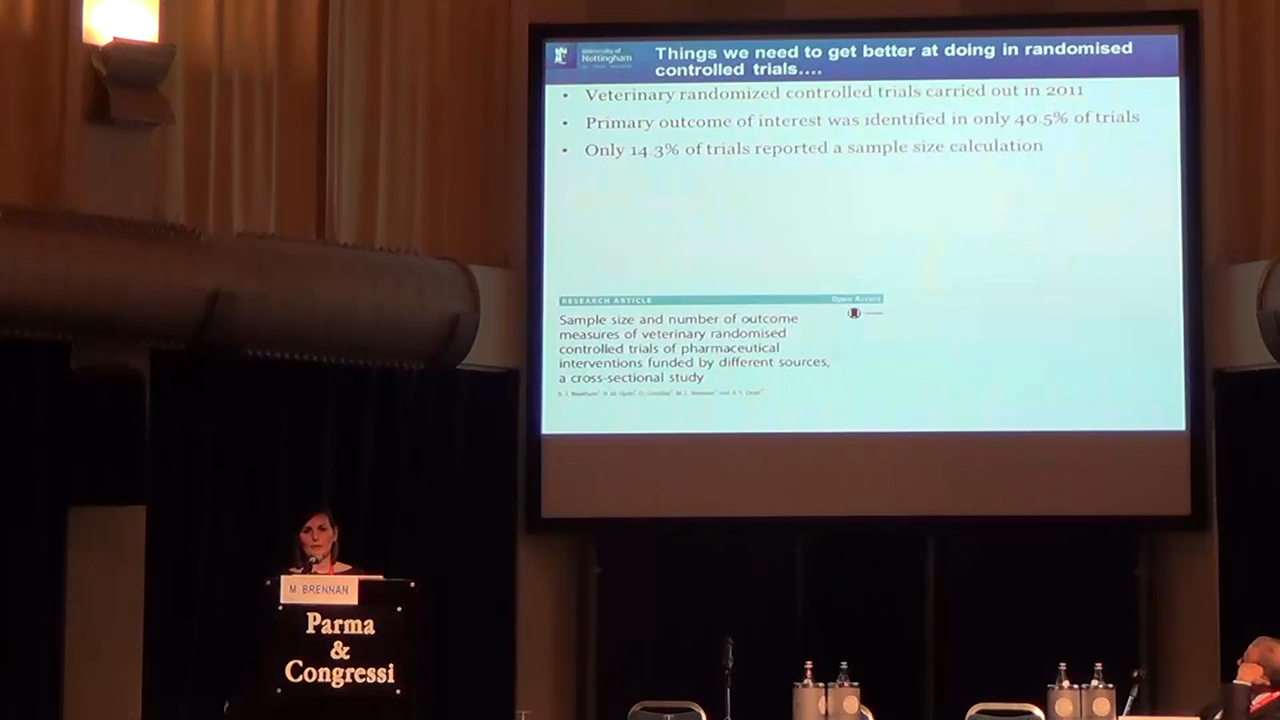 University of
Nottingham
Things we need to get better at doing in randomised
controlled trials....
• Veterinary randomized controlled trials carried out in 2011
• Primary outcome of interest was identified in only 40.5% of trials
• Only 14.3% of trials reported a sample size calculation
RESEARCH ARTICLE
Open Access
Sample size and number of outcome
measures of veterinary randomised
controlled trials of pharmaceutical
interventions funded by different sources,
a cross-sectional study
M BRENNAN
Parma
&
Congressi